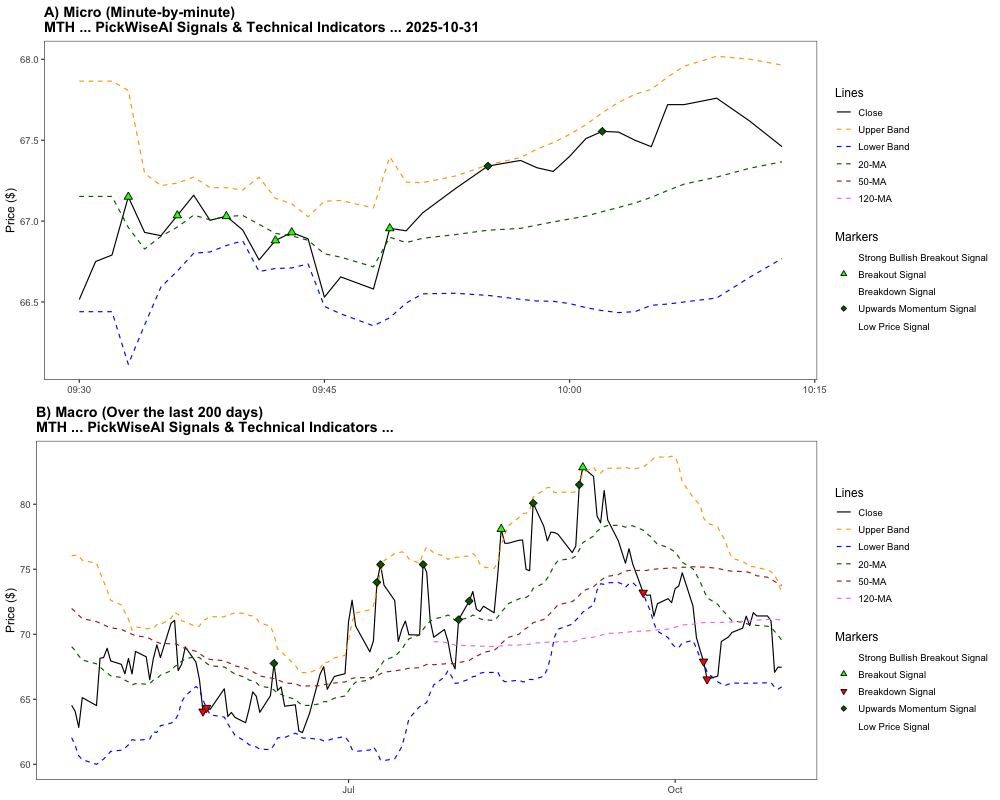 A) Micro (Minute-by-minute)
MTH ... PickWiseAI Signals & Technical Indicators ... 2025-10-31
68.0
67.5
67.0
66.5
Price ($)
09:30
09:45
10:00
10:15
Lines
Close
Upper Band
Lower Band
20-MA
50-MA
120-MA
Markers
Strong Bullish Breakout Signal
Breakout Signal
Breakdown Signal
Upwards Momentum Signal
Low Price Signal
B) Macro (Over the last 200 days)
MTH ... PickWiseAI Signals & Technical Indicators ...
80
75
70
65
60
Price ($)
Jul
Oct
Lines
Close
Upper Band
Lower Band
20-MA
50-MA
120-MA
Markers
Strong Bullish Breakout Signal
Breakout Signal
Breakdown Signal
Upwards Momentum Signal
Low Price Signal